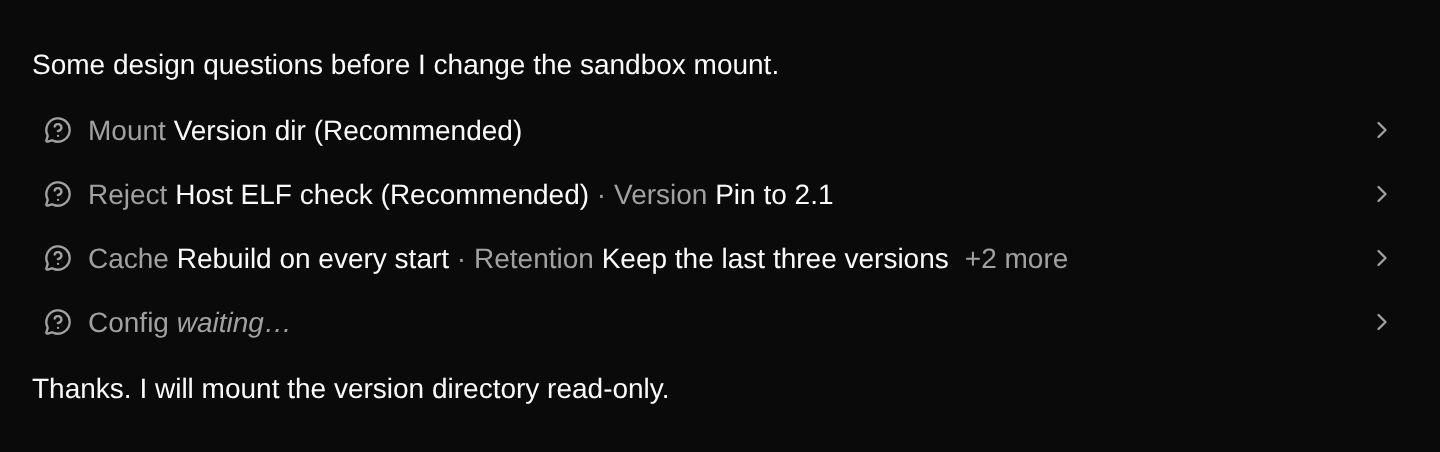 Some design questions before I change the sandbox mount.
Mount Version dir (Recommended)
Reject Host ELF check (Recommended) · Version Pin to 2.1
Cache Rebuild on every start · Retention Keep the last three versions +2 more
Config waiting…
Thanks. I will mount the version directory read-only.